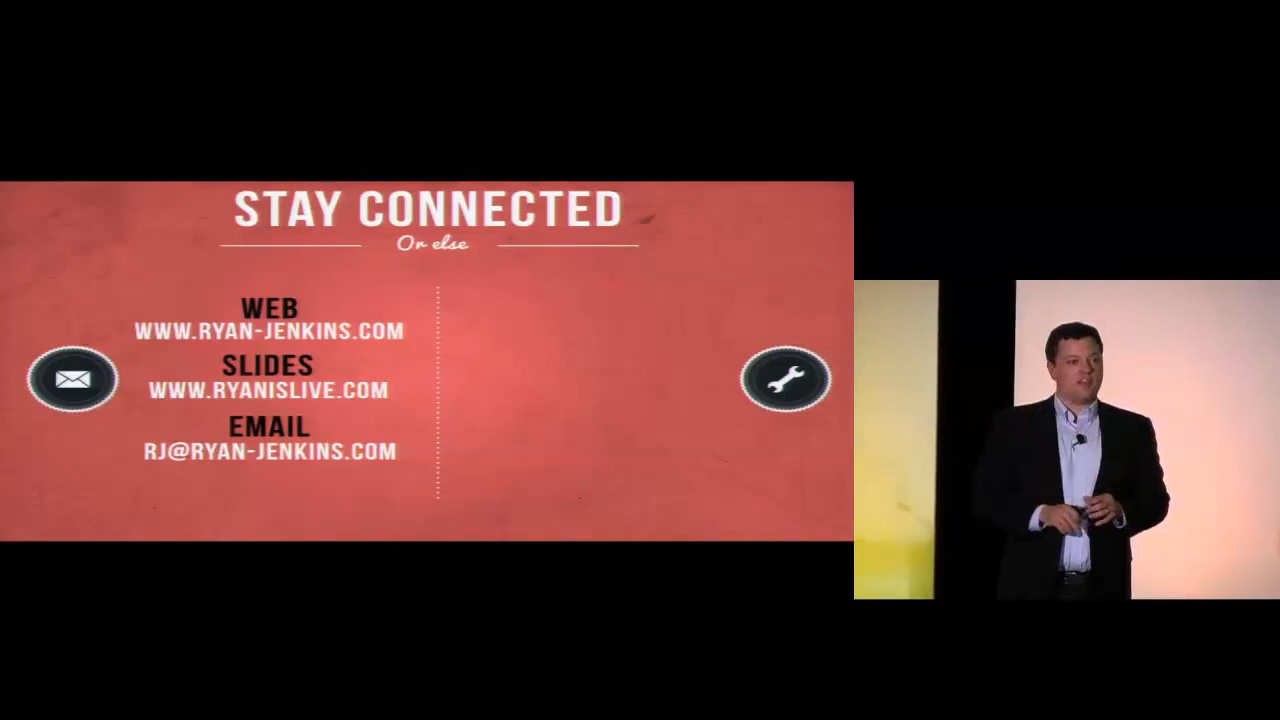 STAY CONNECTED
Or else
WEB
WWW.RYAN-JENKINS.COM
SLIDES
WWW.RYANISLIVE.COM
EMAIL
RJ@RYAN-JENKINS.COM